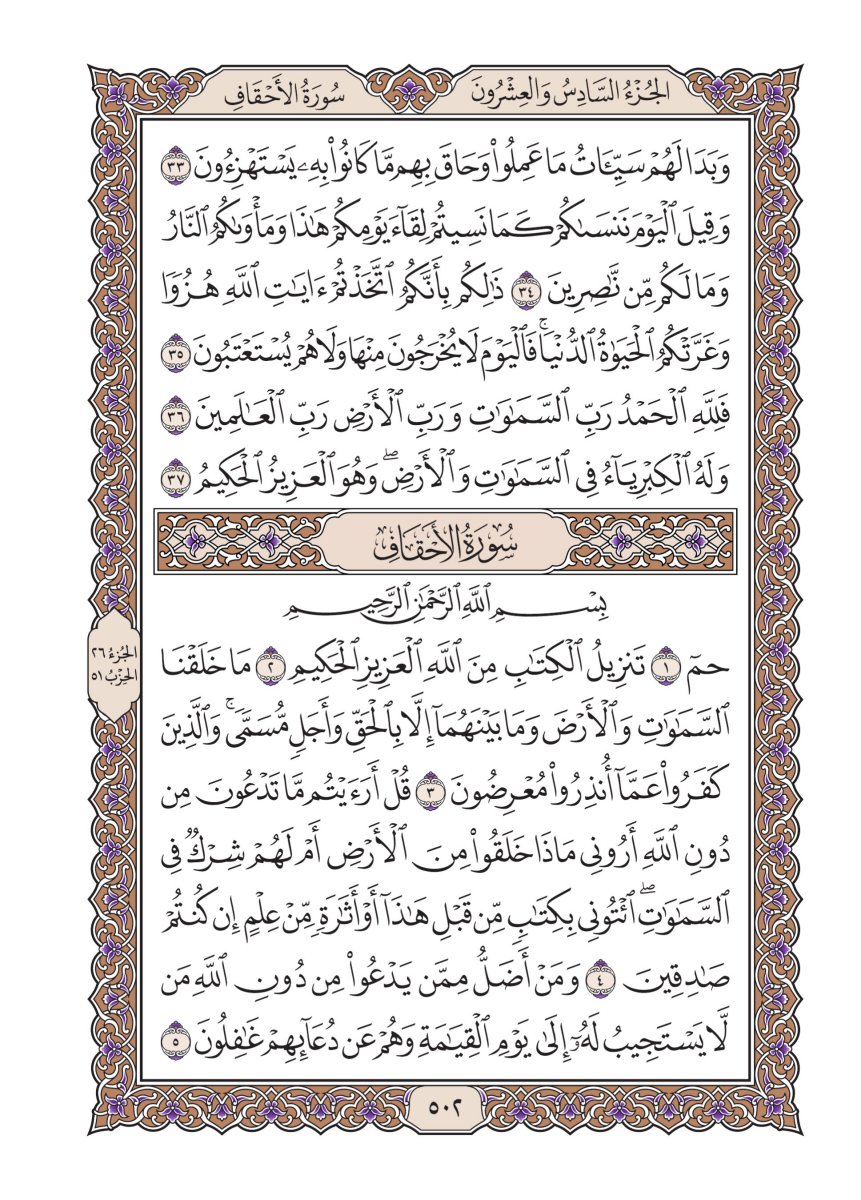 الجُزْءُ السَّادِسُ وَالعِشْرُونَ
سُورَةُ الأَحْقَافِ
وَبَدَا لَهُمْ سَيِّـَٔاتُ مَا عَمِلُوا۟ وَحَاقَ بِهِم مَّا كَانُوا۟ بِهِۦ يَسْتَهْزِءُونَ ٣٣
وَقِيلَ ٱلْيَوْمَ نَنسَىٰكُمْ كَمَا نَسِيتُمْ لِقَآءَ يَوْمِكُمْ هَٰذَا وَمَأْوَىٰكُمُ ٱلنَّارُ
وَمَا لَكُم مِّن نَّٰصِرِينَ ٣٤ ذَٰلِكُم بِأَنَّكُمُ ٱتَّخَذْتُمْ ءَايَٰتِ ٱللَّهِ هُزُوًا
وَغَرَّتْكُمُ ٱلْحَيَوٰةُ ٱلدُّنْيَا ۚ فَٱلْيَوْمَ لَا يُخْرَجُونَ مِنْهَا وَلَا هُمْ يُسْتَعْتَبُونَ ٣٥
فَلِلَّهِ ٱلْحَمْدُ رَبِّ ٱلسَّمَٰوَٰتِ وَرَبِّ ٱلْأَرْضِ رَبِّ ٱلْعَٰلَمِينَ ٣٦
وَلَهُ ٱلْكِبْرِيَآءُ فِى ٱلسَّمَٰوَٰتِ وَٱلْأَرْضِ ۖ وَهُوَ ٱلْعَزِيزُ ٱلْحَكِيمُ ٣٧
سُورَةُ الأَحْقَافِ
بِسْمِ ٱللَّهِ ٱلرَّحْمَٰنِ ٱلرَّحِيمِ
حمٓ ١ تَنزِيلُ ٱلْكِتَٰبِ مِنَ ٱللَّهِ ٱلْعَزِيزِ ٱلْحَكِيمِ ٢ مَا خَلَقْنَا
ٱلسَّمَٰوَٰتِ وَٱلْأَرْضَ وَمَا بَيْنَهُمَآ إِلَّا بِٱلْحَقِّ وَأَجَلٍ مُّسَمًّى ۚ وَٱلَّذِينَ
كَفَرُوا۟ عَمَّآ أُنذِرُوا۟ مُعْرِضُونَ ٣ قُلْ أَرَءَيْتُم مَّا تَدْعُونَ مِن
دُونِ ٱللَّهِ أَرُونِى مَاذَا خَلَقُوا۟ مِنَ ٱلْأَرْضِ أَمْ لَهُمْ شِرْكٌ فِى
ٱلسَّمَٰوَٰتِ ۖ ٱئْتُونِى بِكِتَٰبٍ مِّن قَبْلِ هَٰذَآ أَوْ أَثَٰرَةٍ مِّنْ عِلْمٍ إِن كُنتُمْ
صَٰدِقِينَ ٤ وَمَنْ أَضَلُّ مِمَّن يَدْعُوا۟ مِن دُونِ ٱللَّهِ مَن
لَّا يَسْتَجِيبُ لَهُۥٓ إِلَىٰ يَوْمِ ٱلْقِيَٰمَةِ وَهُمْ عَن دُعَآئِهِمْ غَٰفِلُونَ ٥
الجُزْءُ ٢٦
الحِزْبُ ٥١
٥٠٢